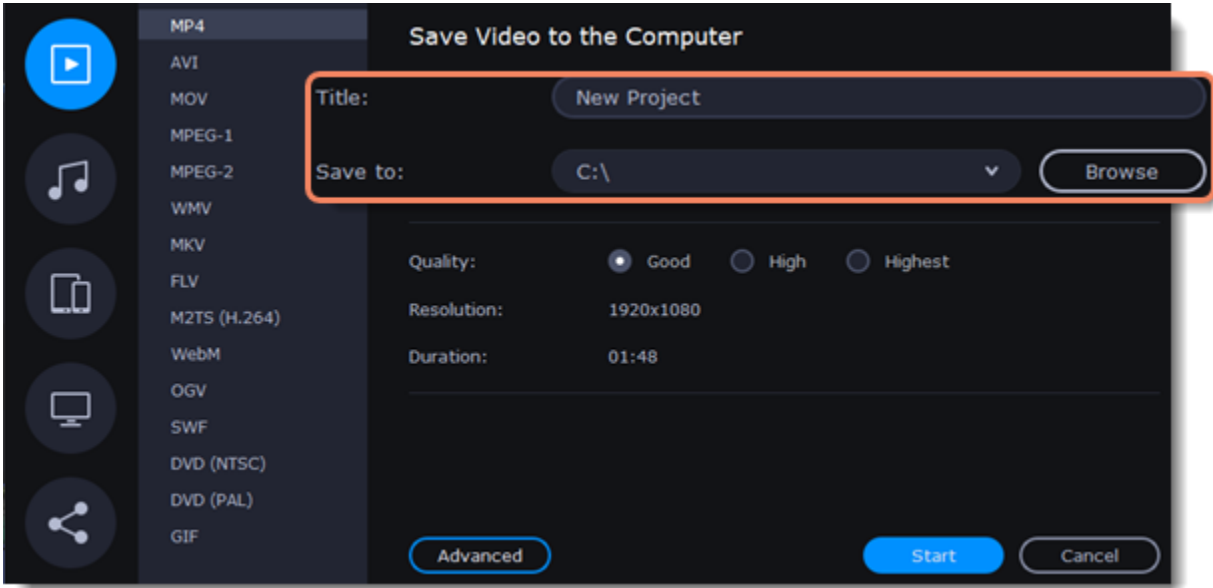 MP4
AVI
MOV
MPEG-1
MPEG-2
WMV
MKV
FLV
M2TS (H.264)
WebM
OGV
SWF
DVD (NTSC)
DVD (PAL)
GIF
Save Video to the Computer
Title: New Project
Save to: C:\ Browse
Quality: Good High Highest
Resolution: 1920x1080
Duration: 01:48
Advanced Start Cancel